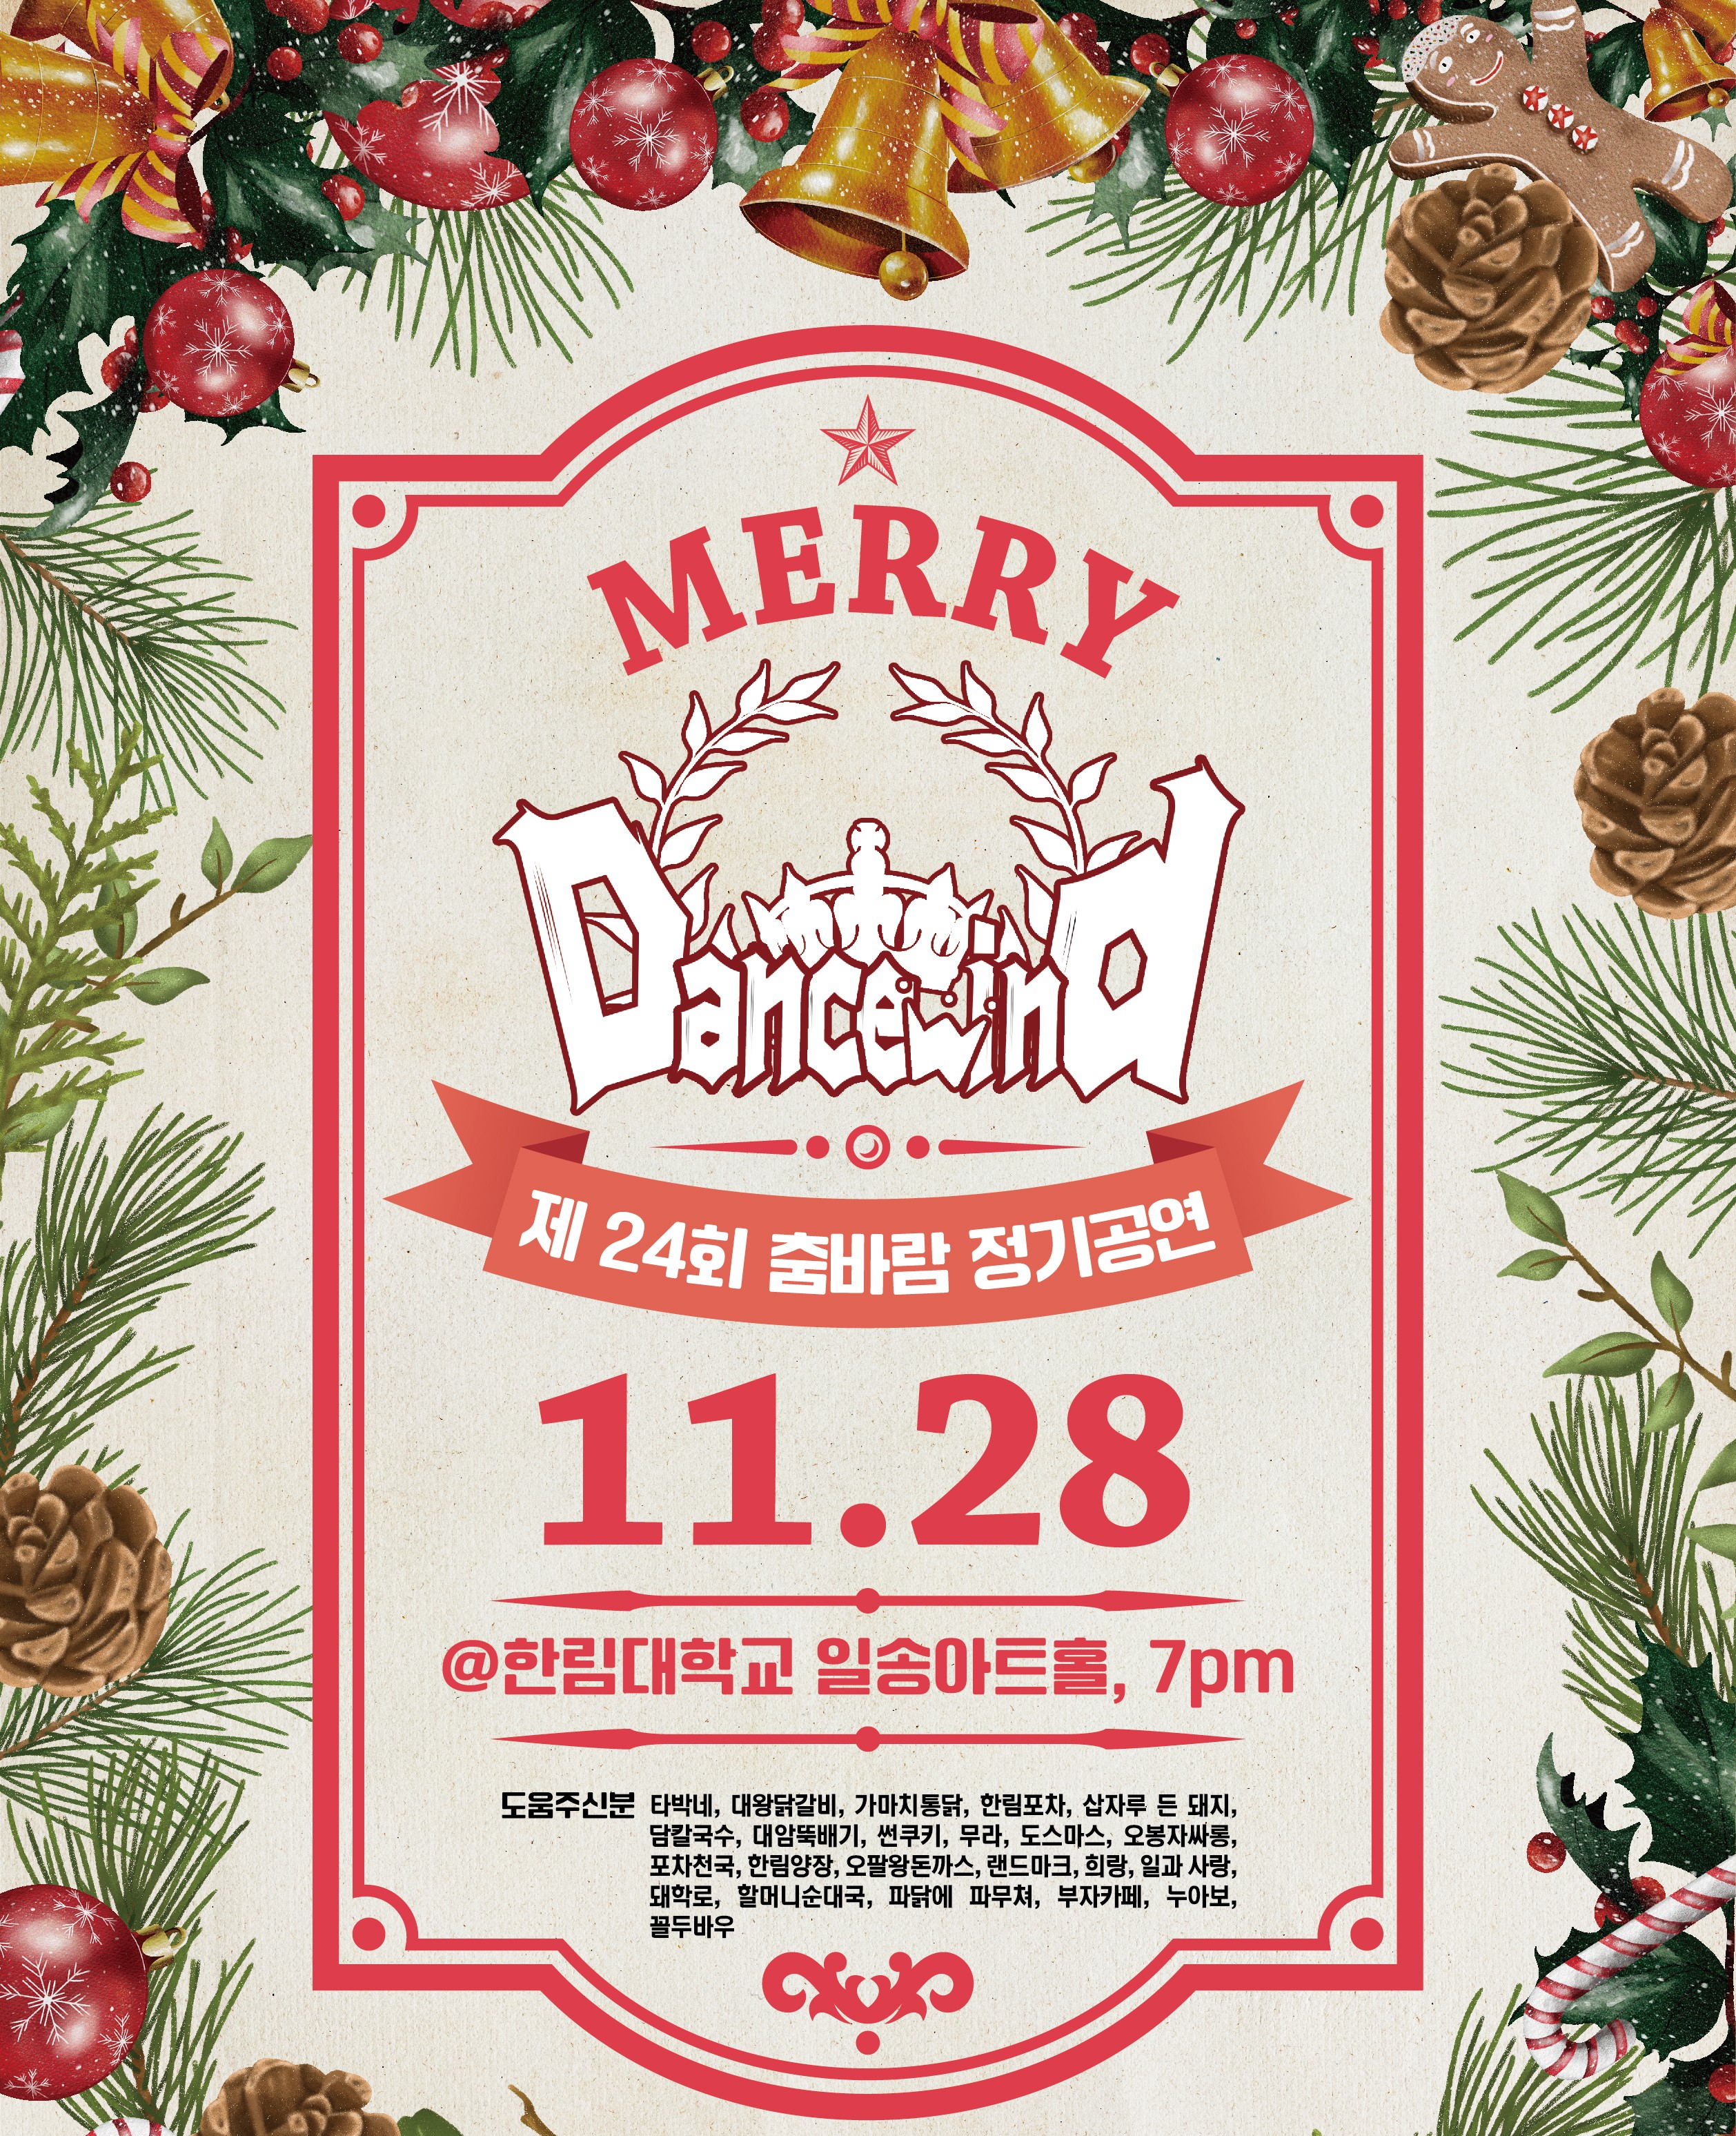 MERRY
Dancewind
제 24회 춤바람 정기공연
11.28
@한림대학교 일송아트홀, 7pm
도움주신분 타박네, 대왕닭갈비, 가마치통닭, 한림포차, 삽자루 든 돼지,
담칼국수, 대암뚝배기, 썬쿠키, 무라, 도스마스, 오봉자싸롱,
포차천국, 한림양장, 오팔왕돈까스, 랜드마크, 희랑, 일과 사랑,
돼학로, 할머니순대국, 파닭에 파무쳐, 부자카페, 누아보,
꼴두바우